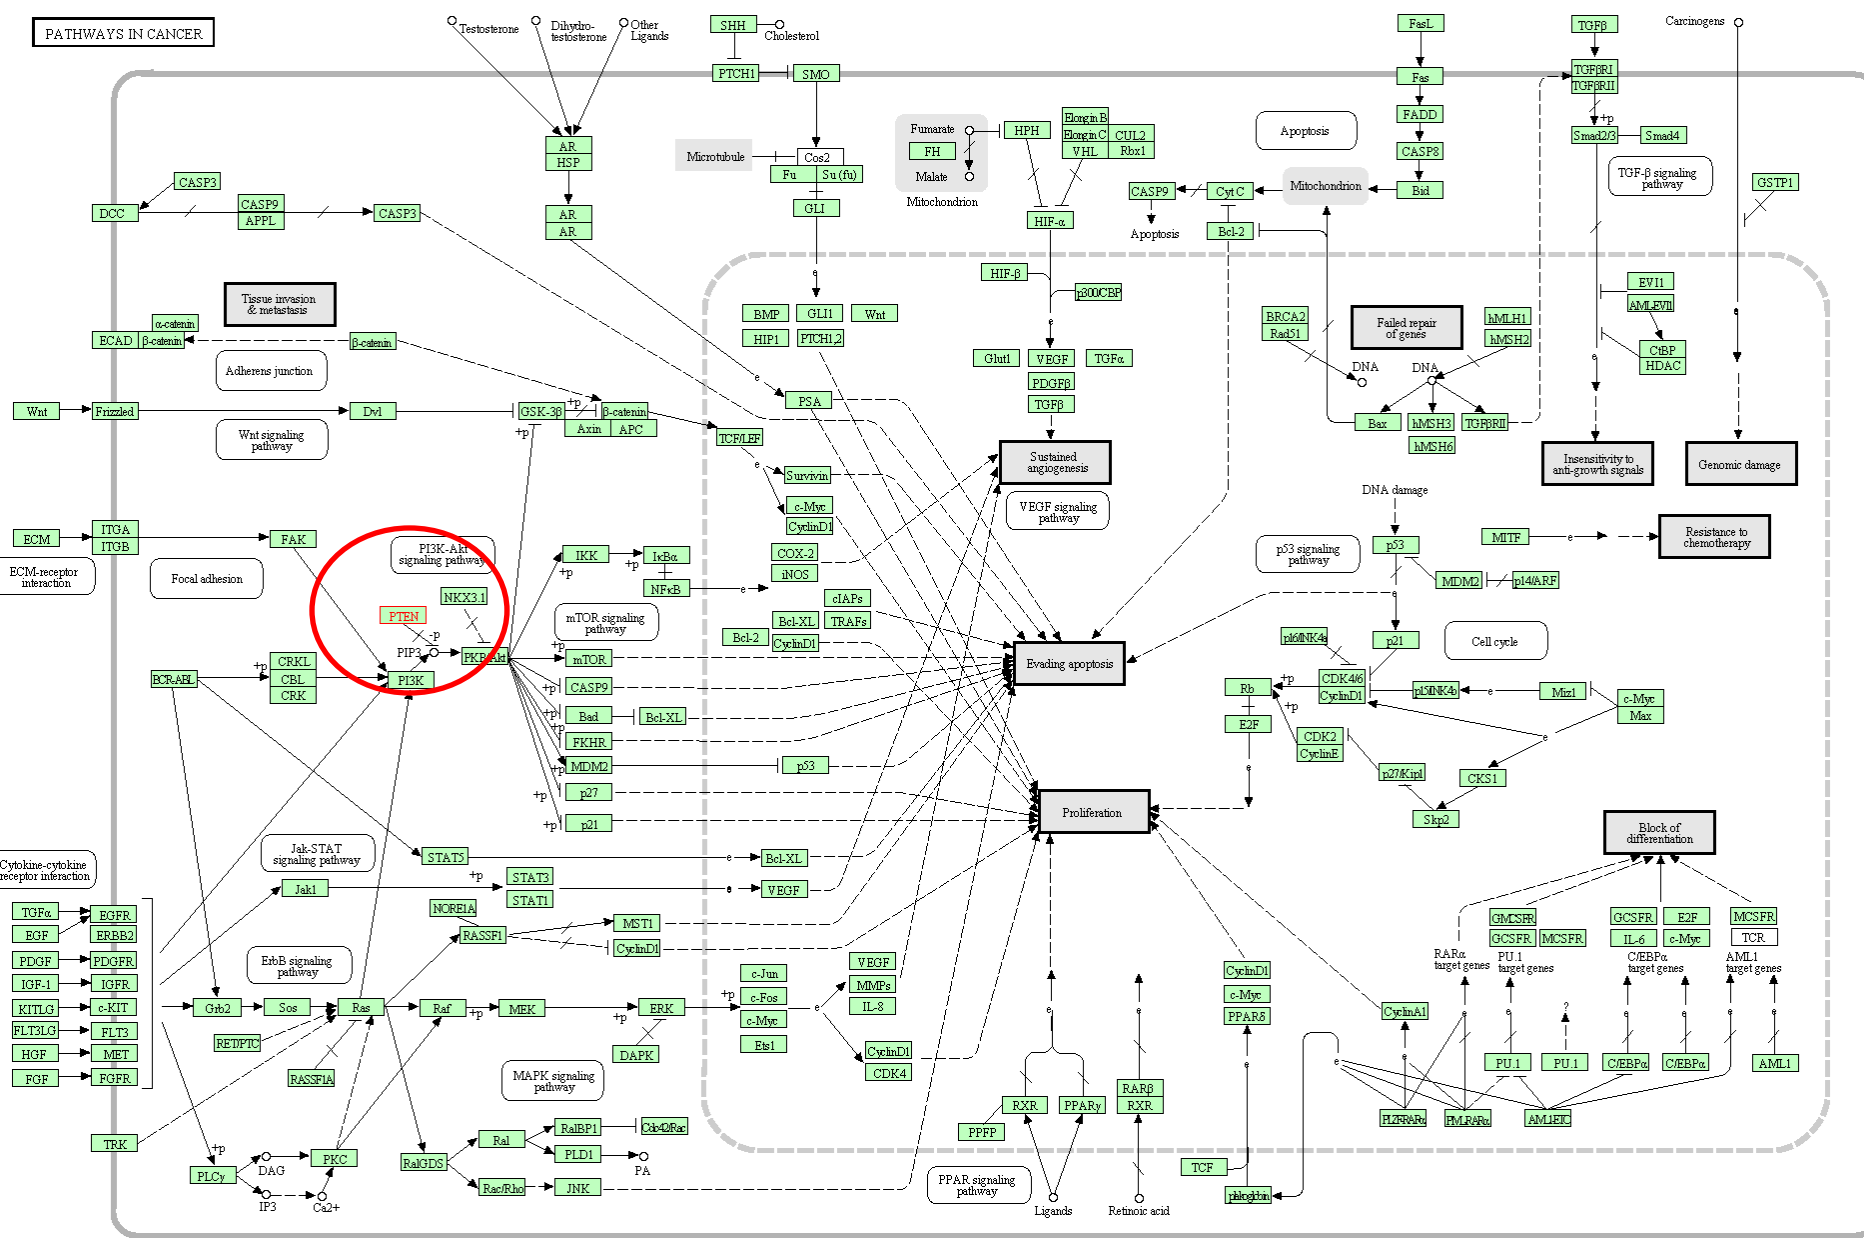 PATHWAYS IN CANCER
Testosterone
Dihydro-
testosterone
Other
Ligands
SHH
Cholesterol
PTCH1
SMO
FasL
TGFβ
Carcinogens
Fas
TGFβRI
TGFβRII
+p
Smad2/3
Smad4
FADD
CASP8
Bid
AR
HSP
AR
AR
Microtubule
Cos2
Fu
Su (fu)
GLI
Fumarate
FH
Malate
Mitochondrion
HPH
Elongin B
Elongin C
CUL2
VHL
Rbx1
HIF-α
Apoptosis
CASP9
Cyt C
Mitochondrion
Apoptosis
Bcl-2
TGF-β signaling
pathway
GSTP1
CASP3
DCC
CASP9
APPL
CASP3
e
HIF-β
p300/CBP
e
Tissue invasion
& metastasis
α-catenin
ECAD
β-catenin
β-catenin
Adherens junction
BMP
GLI1
Wnt
HIP1
PTCH1,2
Glut1
VEGF
TGFα
PDGFβ
TGFβ
BRCA2
Rad51
Failed repair
of genes
hMLH1
hMSH2
DNA
DNA
Bax
hMSH3
TGFβRII
hMSH6
EVI1
AML-EVI1
CtBP
HDAC
e
e
Wnt
Frizzled
Dvl
GSK-3β
+p
β-catenin
Axin
APC
+p
Wnt signaling
pathway
e
PSA
TCF/LEF
e
Survivin
c-Myc
CyclinD1
Sustained
angiogenesis
VEGF signaling
pathway
Insensitivity to
anti-growth signals
Genomic damage
DNA damage
ECM
ITGA
ITGB
FAK
ECM-receptor
interaction
Focal adhesion
PI3K-Akt
signaling pathway
NKX3.1
PTEN
-p
PIP3
PKB/Akt
PI3K
IKK
+p
IκBα
+p
NFκB
e
COX-2
iNOS
p53 signaling
pathway
p53
MDM2
p14/ARF
MITF
e
Resistance to
chemotherapy
mTOR signaling
pathway
cIAPs
Bcl-XL
TRAFs
Bcl-2
CyclinD1
e
p16/INK4a
p21
Cell cycle
BCR-ABL
+p
CRKL
CBL
CRK
+p
mTOR
+p
CASP9
+p
Bad
Bcl-XL
+p
FKHR
+p
MDM2
p53
+p
p27
+p
p21
Evading apoptosis
Rb
+p
E2F
+p
CDK4/6
CyclinD1
p15/INK4b
e
Miz1
c-Myc
Max
CDK2
CyclinE
e
p27/Kip1
CKS1
Skp2
e
Proliferation
Block of
differentiation
Jak-STAT
signaling pathway
STAT5
e
Bcl-XL
Cytokine-cytokine
receptor interaction
Jak1
+p
STAT3
STAT1
e
VEGF
TGFα
EGFR
EGF
ERBB2
PDGF
PDGFR
IGF-1
IGFR
KITLG
c-KIT
FLT3LG
FLT3
HGF
MET
FGF
FGFR
TRK
ErbB signaling
pathway
NORE1A
RASSF1
MST1
CyclinD1
Grb2
Sos
Ras
Raf
+p
MEK
+p
ERK
+p
RET/PTC
RASSF1A
DAPK
MAPK signaling
pathway
c-Jun
c-Fos
c-Myc
Ets1
e
VEGF
MMPs
IL-8
CyclinD1
CDK4
CyclinD1
c-Myc
PPARδ
e
GMCSFR
GCSFR
MCSFR
GCSFR
E2F
IL-6
c-Myc
MCSFR
TCR
RARα
target genes
PU.1
target genes
C/EBPα
target genes
AML1
target genes
CyclinA1
e
e
e
?
e
e
e
e
PU.1
PU.1
C/EBPα
C/EBPα
AML1
e
PLZF-RARα
PML-RARα
AML1-ETO
e
e
RXR
PPARγ
PPFP
RARβ
RXR
TCF
PPAR signaling
pathway
Ligands
Retinoic acid
+p
PLCγ
DAG
IP3
Ca2+
PKC
RalGDS
Ral
RalBP1
Cdc42/Rac
PLD1
PA
Rac/Rho
JNK